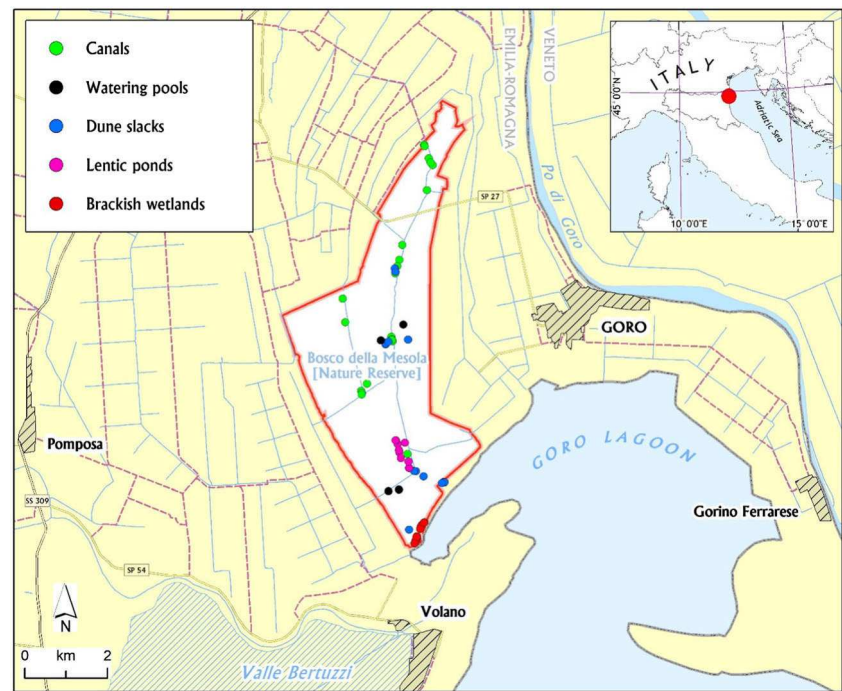 Canals
Watering pools
Dune slacks
Lentic ponds
Brackish wetlands
EMILIA-ROMAGNA
VENETO
ITALY
45°00'N
Adriatic Sea
10°00'E
15°00'E
SP 27
Po di Goro
GORO
Bosco della Mesola
[Nature Reserve]
Pomposa
GORO LAGOON
SS 309
Gorino Ferrarese
SP 54
Volano
N
0 km 2
Valle Bertuzzi